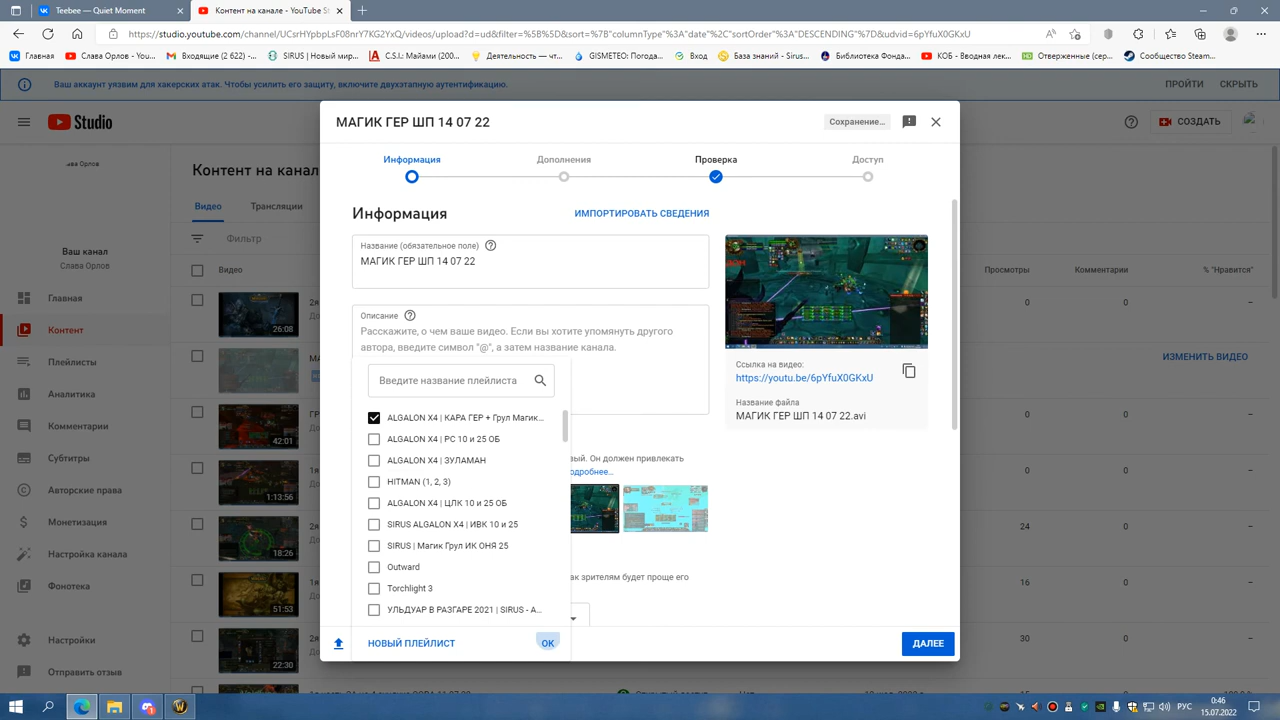 Teebee — Quiet Moment
Контент на канале - YouTube S
https://studio.youtube.com/channel/UCsrHYpbpLsF08nrY7KG2YxQ/videos/upload?d=ud&filter=%5B%5D&sort=%7B"columnType"%3A"date"%2C"sortOrder"%3A"DESCENDING"%7D&udvid=6pYfuX0GKxU
Главная
Слава Орлов - You...
Входящие (2 622) -...
SIRUS | Новый мир...
C.S.I.: Майами (200...
Деятельность — чт...
GISMETEO: Погода...
Вход
База знаний - Sirus...
Библиотека Фонда...
КОБ - Вводная лек...
Отверженные (сер...
Сообщество Steam...
Ваш аккаунт уязвим для хакерских атак. Чтобы усилить его защиту, включите двухэтапную аутентификацию.
ПРОЙТИ
СКРЫТЬ
Studio
СОЗДАТЬ
лава Орлов
Ваш канал
Слава Орлов
Главная
Контент
Плейлисты
Аналитика
Комментарии
Субтитры
Авторские права
Монетизация
Настройка канала
Фонотека
Настройки
Отправить отзыв
Контент на канал
Видео
Трансляции
Фильтр
Видео
Просмотры
Комментарии
% "Нравится"
26:08
0
0
–
ИЗМЕНИТЬ ВИДЕО
42:01
0
0
–
1:13:56
0
0
–
18:26
24
0
–
51:53
16
0
–
22:30
30
0
–
МАГИК ГЕР ШП 14 07 22
Сохранение...
Информация
Дополнения
Проверка
Доступ
Информация
ИМПОРТИРОВАТЬ СВЕДЕНИЯ
Название (обязательное поле)
МАГИК ГЕР ШП 14 07 22
Описание
Расскажите, о чем ваше видео. Если вы хотите упомянуть другого
автора, введите символ "@", а затем название канала.
Введите название плейлиста
ALGALON X4 | КАРА ГЕР + Грул Магик...
ALGALON X4 | РС 10 и 25 ОБ
ALGALON X4 | ЗУЛАМАН
HITMAN (1, 2, 3)
ALGALON X4 | ЦЛК 10 и 25 ОБ
SIRUS ALGALON X4 | ИВК 10 и 25
SIRUS | Магик Грул ИК ОНЯ 25
Outward
Torchlight 3
УЛЬДУАР В РАЗГАРЕ 2021 | SIRUS - A...
НОВЫЙ ПЛЕЙЛИСТ
ОК
вый. Он должен привлекать
одробнее...
ак зрителям будет проще его
Ссылка на видео:
https://youtu.be/6pYfuX0GKxU
Название файла
МАГИК ГЕР ШП 14 07 22.avi
ДАЛЕЕ
РУС
0:46
15.07.2022